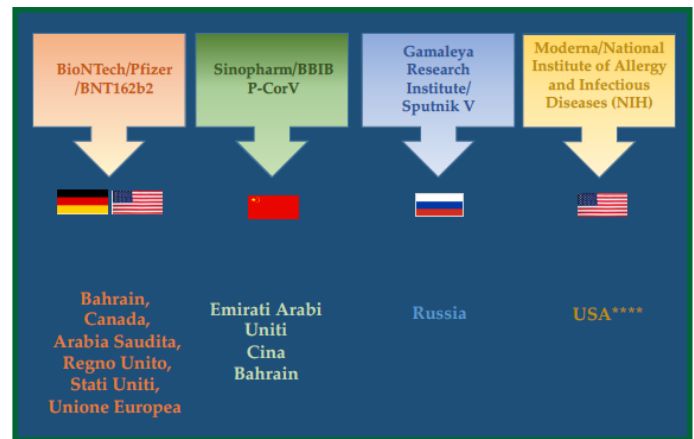 BioNTech/Pfizer
/BNT162b2
Sinopharm/BBIB
P-CorV
Gamaleya
Research
Institute/
Sputnik V
Moderna/National
Institute of Allergy
and Infectious
Diseases (NIH)
Bahrain,
Canada,
Arabia Saudita,
Regno Unito,
Stati Uniti,
Unione Europea
Emirati Arabi
Uniti
Cina
Bahrain
Russia
USA****